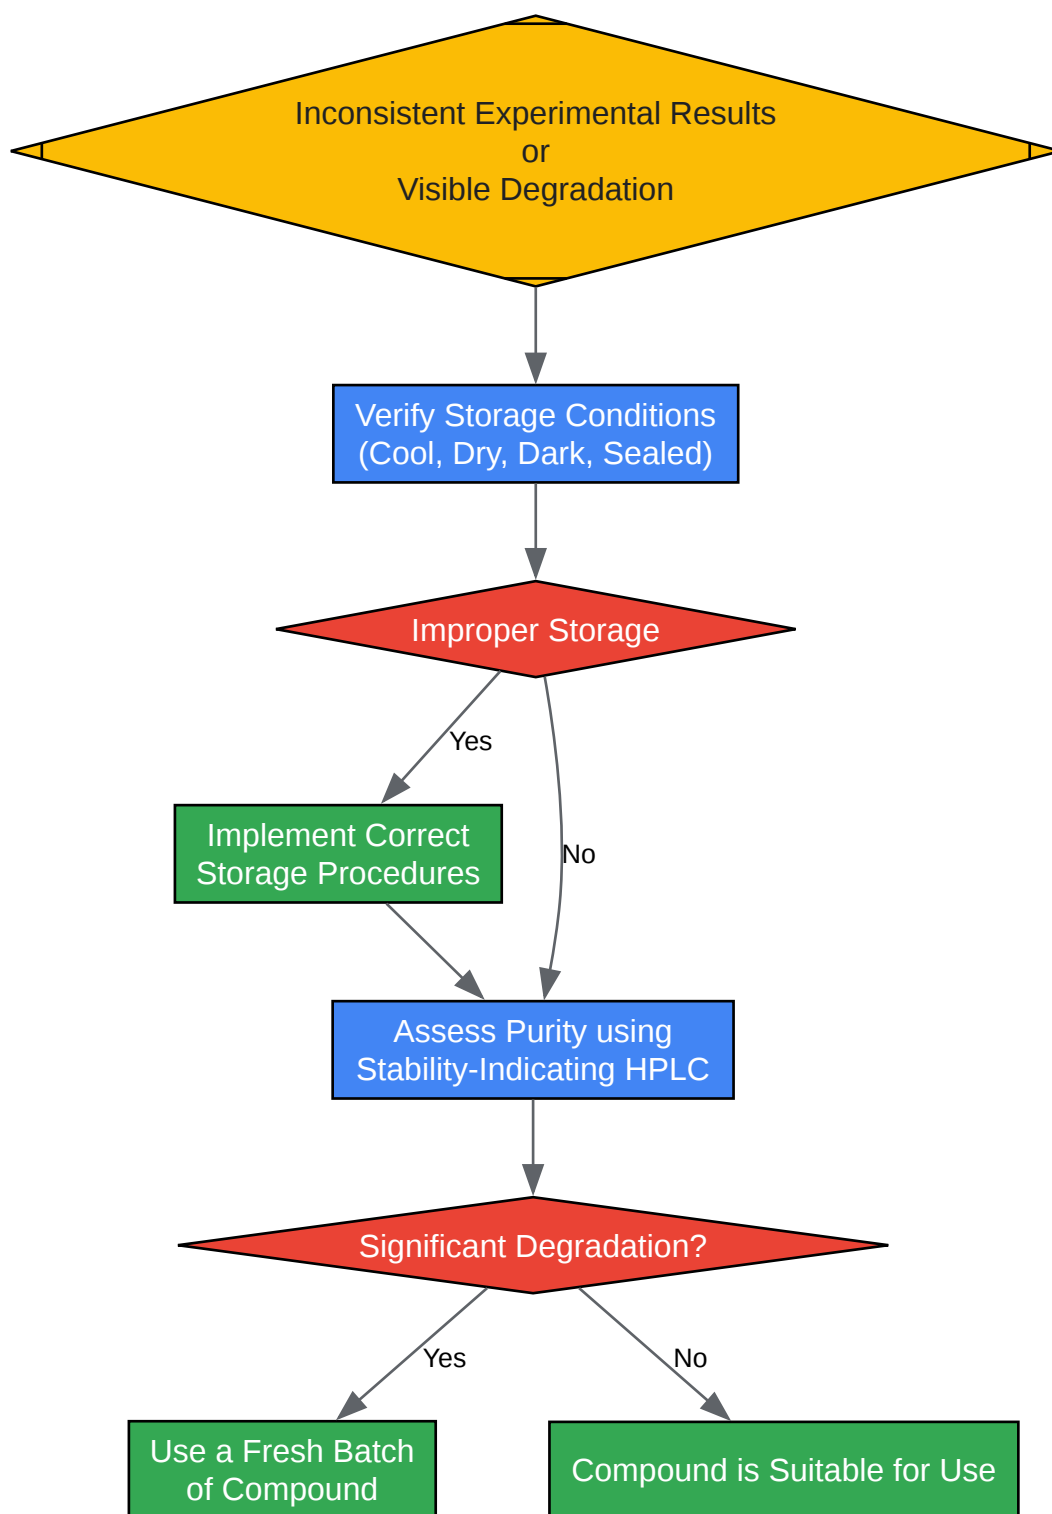 Inconsistent Experimental Results
or
Visible Degradation
Verify Storage Conditions
(Cool, Dry, Dark, Sealed)
Improper Storage
Yes
Implement Correct
Storage Procedures
No
Assess Purity using
Stability-Indicating HPLC
Significant Degradation?
Yes
No
Use a Fresh Batch
of Compound
Compound is Suitable for Use